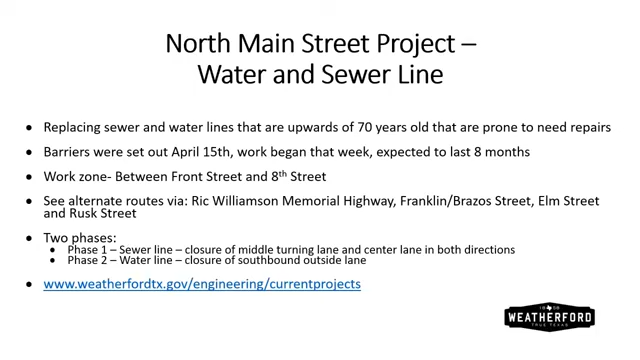 North Main Street Project –
Water and Sewer Line
• Replacing sewer and water lines that are upwards of 70 years old that are prone to need repairs
• Barriers were set out April 15th, work began that week, expected to last 8 months
• Work zone- Between Front Street and 8th Street
• See alternate routes via: Ric Williamson Memorial Highway, Franklin/Brazos Street, Elm Street
and Rusk Street
• Two phases:
• Phase 1 – Sewer line – closure of middle turning lane and center lane in both directions
• Phase 2 – Water line – closure of southbound outside lane
• www.weatherfordtx.gov/engineering/currentprojects
WEATHERFORD
TRUE TEXAS